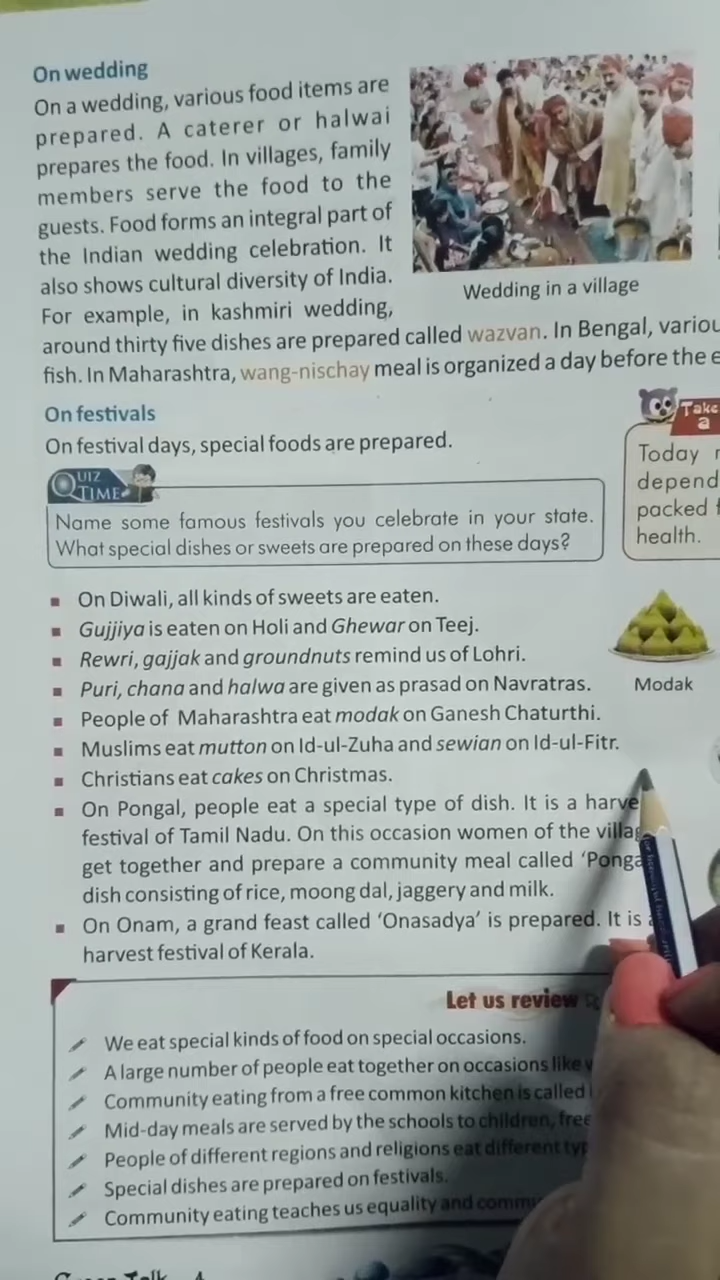 On wedding
On a wedding, various food items are
prepared. A caterer or halwai
prepares the food. In villages, family
members serve the food to the
guests. Food forms an integral part of
the Indian wedding celebration. It
also shows cultural diversity of India.
For example, in kashmiri wedding,
around thirty five dishes are prepared called wazvan. In Bengal,
fish. In Maharashtra, wang-nischay meal is organized a day before the
Wedding in a village
On festivals
On festival days, special foods are prepared.
QUIZ
TIME
Name some famous festivals you celebrate in your state.
What special dishes or sweets are prepared on these days?
Take
a
Today
depend
packed
health.
On Diwali, all kinds of sweets are eaten.
Gujjiya is eaten on Holi and Ghewar on Teej.
Rewri, gajjak and groundnuts remind us of Lohri.
Puri, chana and halwa are given as prasad on Navratras.
Modak
People of Maharashtra eat modak on Ganesh Chaturthi.
Muslims eat mutton on Id-ul-Zuha and sewian on Id-ul-Fitr.
Christians eat cakes on Christmas.
On Pongal, people eat a special type of dish. It is a
festival of Tamil Nadu. On this occasion women of the
get together and prepare a community meal called
dish consisting of rice, moong dal, jaggery and milk.
On Onam, a grand feast called ‘Onasadya’ is prepared. It is
harvest festival of Kerala.
Let us review
We eat special kinds of food on special occasions.
A large number of people eat together on occasions like
Community eating from a free common kitchen is called
Mid-day meals are served by the schools to children, free
People of different regions and religions eat different
Special dishes are prepared on festivals.
Community eating teaches us equality and